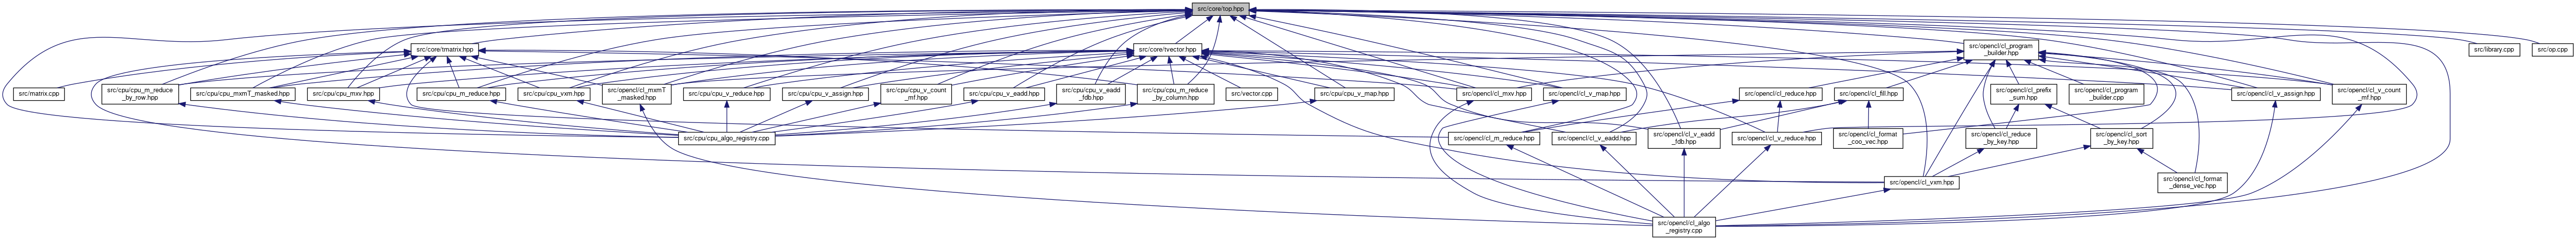 src/core/top.hpp
src/core/tmatrix.hpp
src/core/tvector.hpp
src/opencl/cl_program
_builder.hpp
src/library.cpp
src/op.cpp
src/matrix.cpp
src/cpu/cpu_m_reduce
_by_row.hpp
src/cpu/cpu_mxmT_masked.hpp
src/cpu/cpu_mxv.hpp
src/cpu/cpu_m_reduce.hpp
src/cpu/cpu_vxm.hpp
src/opencl/cl_mxmT
_masked.hpp
src/cpu/cpu_v_reduce.hpp
src/cpu/cpu_v_assign.hpp
src/cpu/cpu_v_count
_mf.hpp
src/cpu/cpu_v_eadd.hpp
src/cpu/cpu_v_eadd
_fdb.hpp
src/cpu/cpu_m_reduce
_by_column.hpp
src/vector.cpp
src/cpu/cpu_v_map.hpp
src/opencl/cl_mxv.hpp
src/opencl/cl_v_map.hpp
src/opencl/cl_reduce.hpp
src/opencl/cl_fill.hpp
src/opencl/cl_prefix
_sum.hpp
src/opencl/cl_program
_builder.cpp
src/opencl/cl_v_assign.hpp
src/opencl/cl_v_count
_mf.hpp
src/cpu/cpu_algo_registry.cpp
src/opencl/cl_m_reduce.hpp
src/opencl/cl_v_eadd.hpp
src/opencl/cl_v_eadd
_fdb.hpp
src/opencl/cl_v_reduce.hpp
src/opencl/cl_format
_coo_vec.hpp
src/opencl/cl_reduce
_by_key.hpp
src/opencl/cl_sort
_by_key.hpp
src/opencl/cl_vxm.hpp
src/opencl/cl_format
_dense_vec.hpp
src/opencl/cl_algo
_registry.cpp